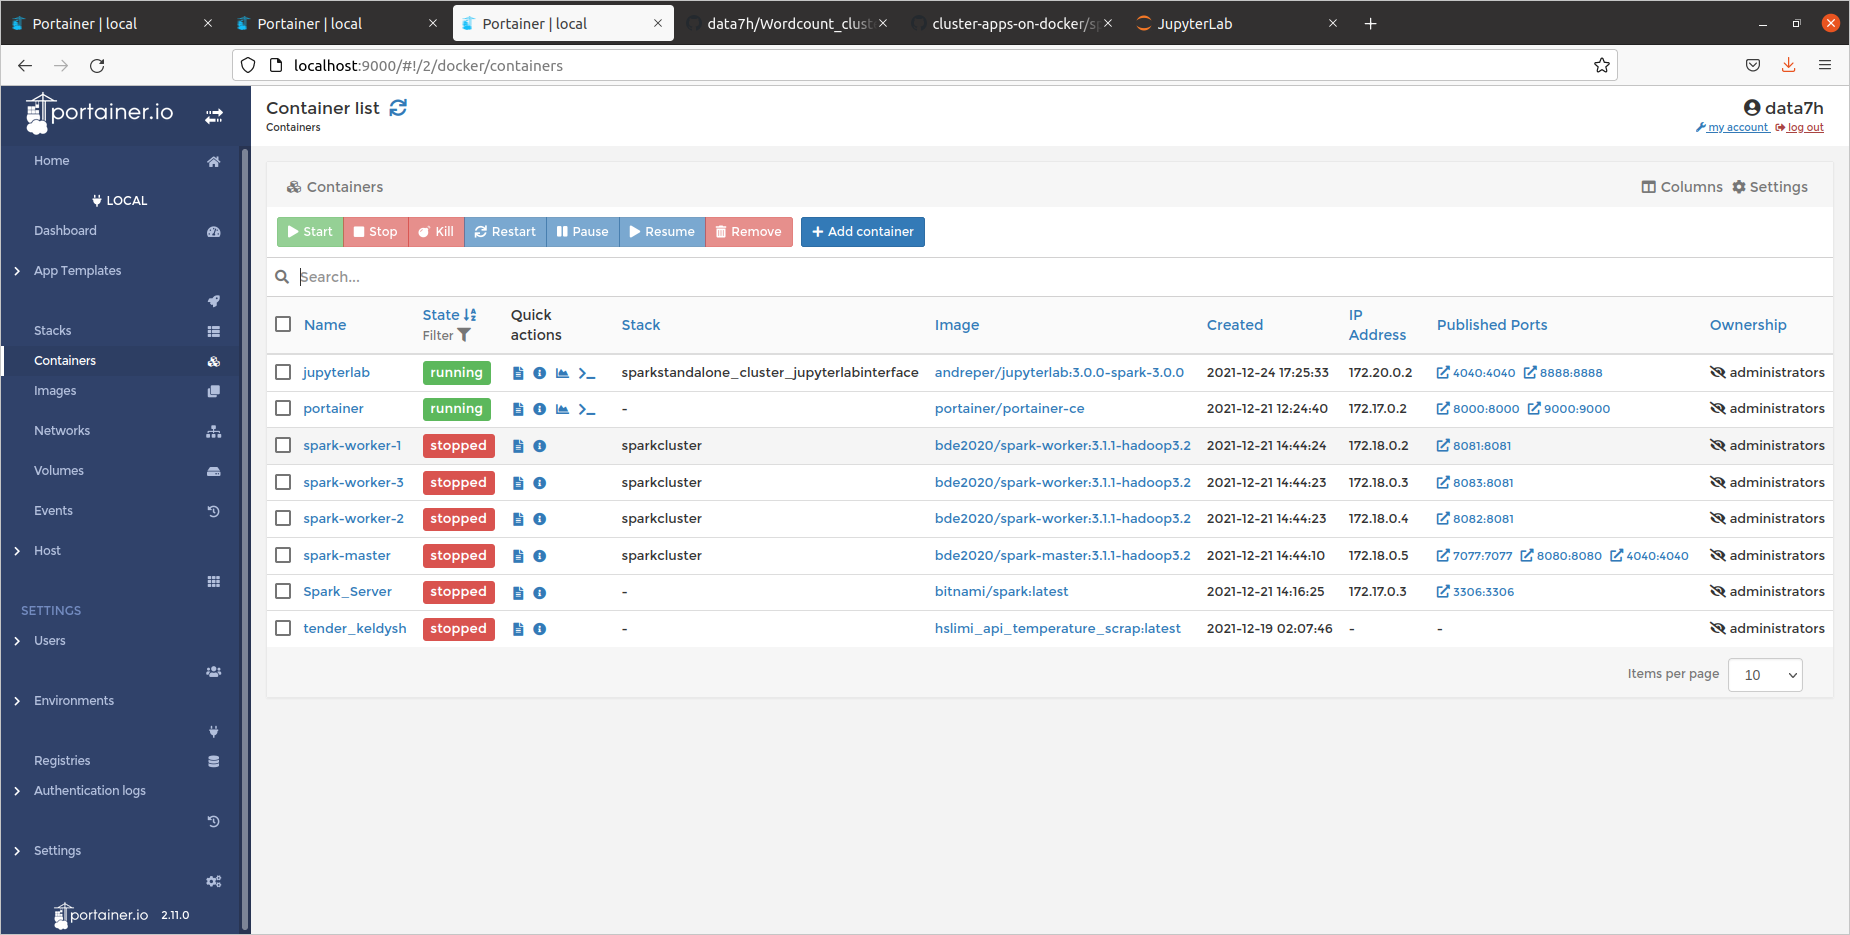 Portainer | local
Portainer | local
Portainer | local
data7h/Wordcount_clust
cluster-apps-on-docker/s
JupyterLab
localhost:9000/#!/2/docker/containers
portainer.io
Home
LOCAL
Dashboard
App Templates
Stacks
Containers
Images
Networks
Volumes
Events
Host
SETTINGS
Users
Environments
Registries
Authentication logs
Settings
portainer.io 2.11.0
Container list
Containers
data7h
my account log out
Containers
Columns Settings
Start Stop Kill Restart Pause Resume Remove + Add container
Search...
Name State Filter Quick actions Stack Image Created IP Address Published Ports Ownership
jupyterlab running sparkstandalone_cluster_jupyterlabinterface andreper/jupyterlab:3.0.0-spark-3.0.0 2021-12-24 17:25:33 172.20.0.2 4040:4040 8888:8888 administrators
portainer running - portainer/portainer-ce 2021-12-21 12:24:40 172.17.0.2 8000:8000 9000:9000 administrators
spark-worker-1 stopped sparkcluster bde2020/spark-worker:3.1.1-hadoop3.2 2021-12-21 14:44:24 172.18.0.2 8081:8081 administrators
spark-worker-3 stopped sparkcluster bde2020/spark-worker:3.1.1-hadoop3.2 2021-12-21 14:44:23 172.18.0.3 8083:8081 administrators
spark-worker-2 stopped sparkcluster bde2020/spark-worker:3.1.1-hadoop3.2 2021-12-21 14:44:23 172.18.0.4 8082:8081 administrators
spark-master stopped sparkcluster bde2020/spark-master:3.1.1-hadoop3.2 2021-12-21 14:44:10 172.18.0.5 7077:7077 8080:8080 4040:4040 administrators
Spark_Server stopped - bitnami/spark:latest 2021-12-21 14:16:25 172.17.0.3 3306:3306 administrators
tender_keldysh stopped - hslimi_api_temperature_scrap:latest 2021-12-19 02:07:46 - - administrators
Items per page 10